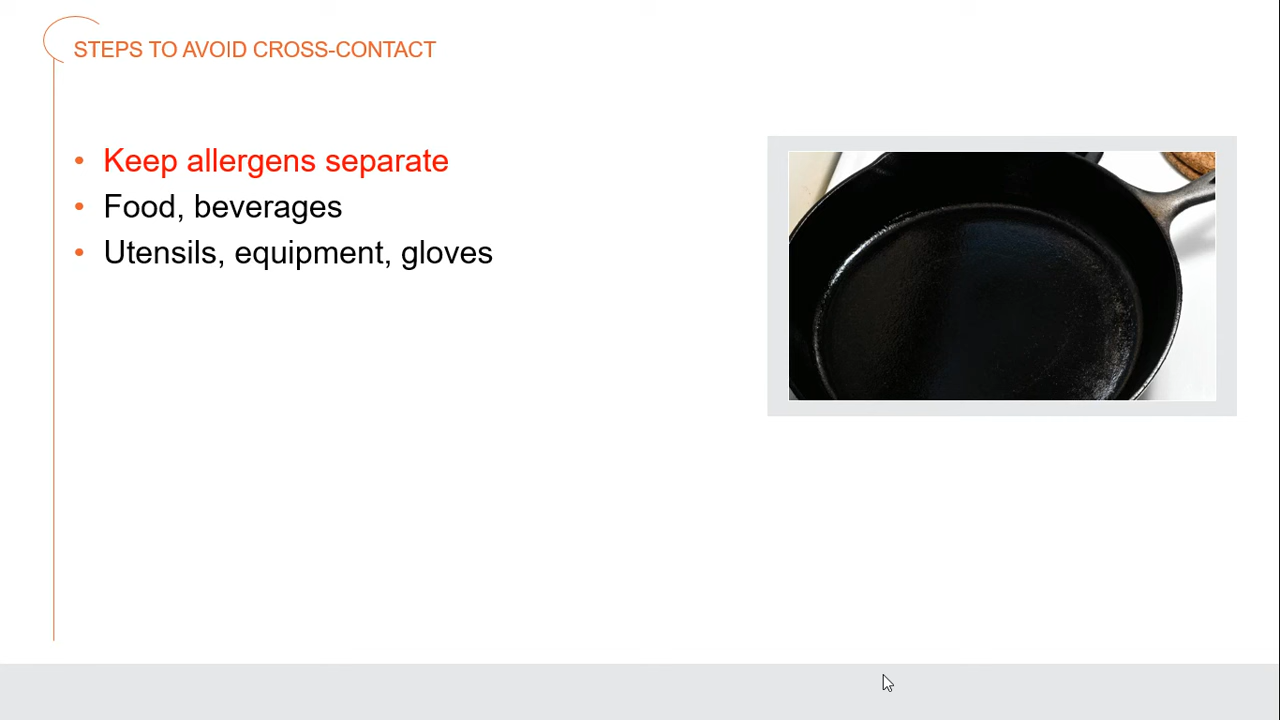 STEPS TO AVOID CROSS-CONTACT
• Keep allergens separate
• Food, beverages
• Utensils, equipment, gloves